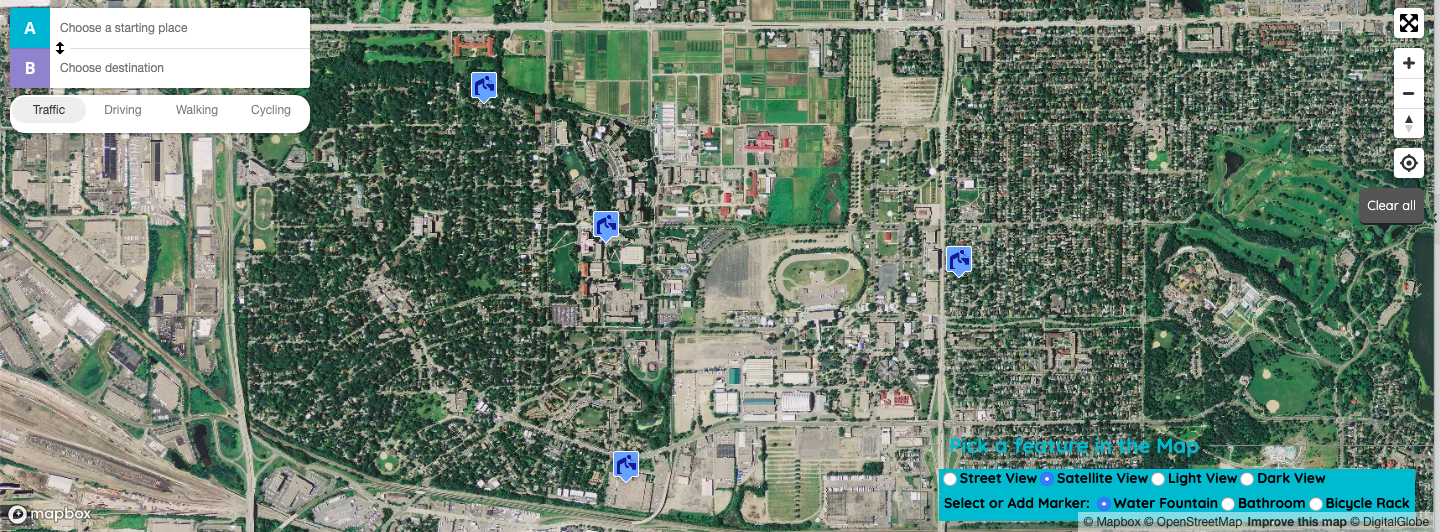 A Choose a starting place
B Choose destination
Traffic Driving Walking Cycling
Clear all
Pick a feature in the Map
Street View Satellite View Light View Dark View
Select or Add Marker: Water Fountain Bathroom Bicycle Rack
mapbox
© Mapbox © OpenStreetMap Improve this map © DigitalGlobe